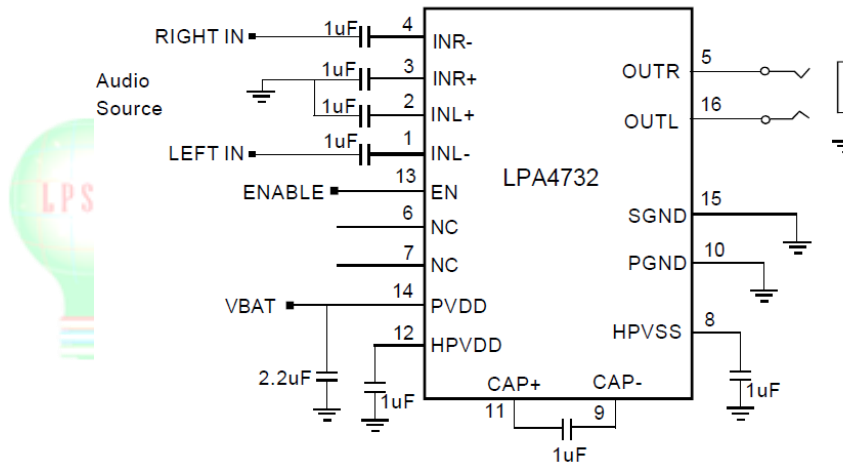 RIGHT IN
1uF
4
INR-
Audio
Source
1uF
3
INR+
1uF
2
INL+
LEFT IN
1uF
1
INL-
ENABLE
13
EN
6
NC
7
NC
VBAT
14
PVDD
12
HPVDD
2.2uF
1uF
LPA4732
5
OUTR
16
OUTL
15
SGND
10
PGND
8
HPVSS
1uF
CAP+
CAP-
11
9
1uF
LPS